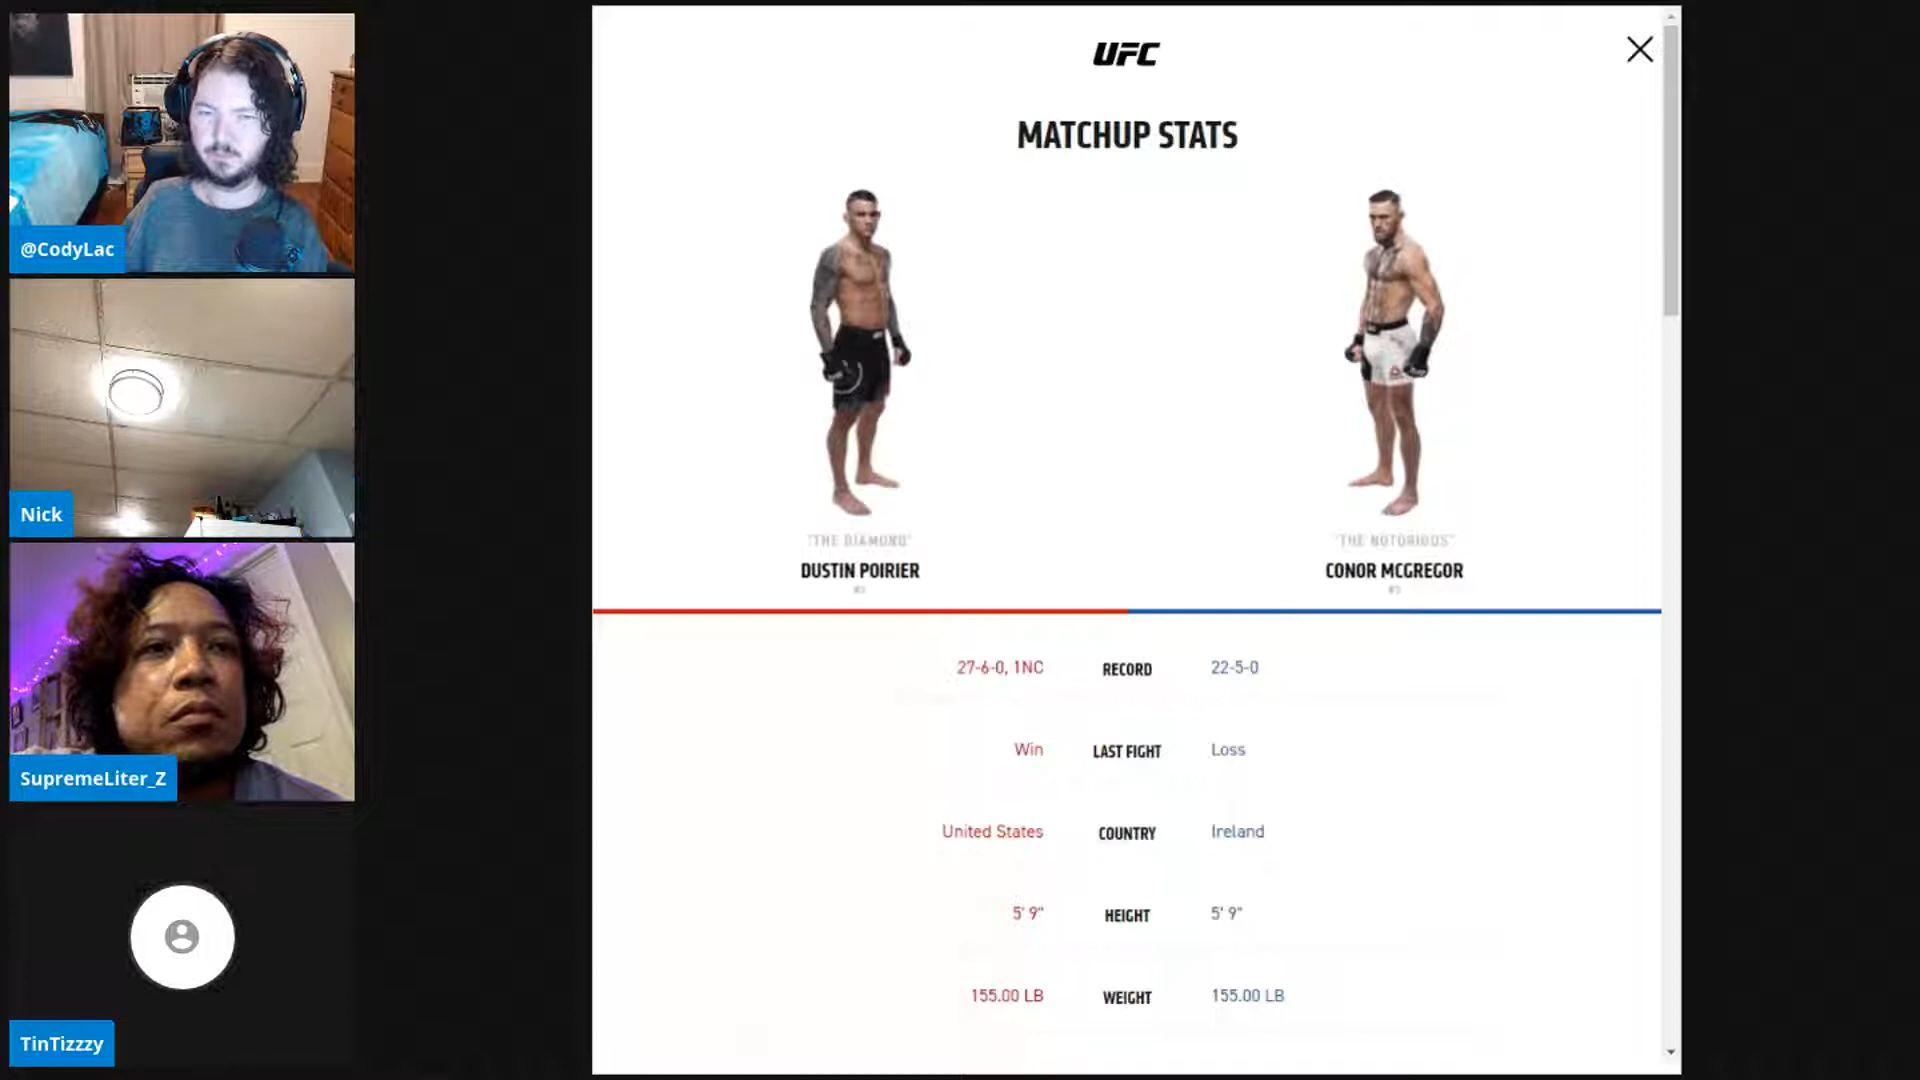 UFC
MATCHUP STATS
"THE DIAMOND"
DUSTIN POIRIER
"THE NOTORIOUS"
CONOR MCGREGOR
27-6-0, 1NC RECORD 22-5-0
Win LAST FIGHT Loss
United States COUNTRY Ireland
5' 9" HEIGHT 5' 9"
155.00 LB WEIGHT 155.00 LB
@CodyLac
Nick
SupremeLiter_Z
TinTizzzy